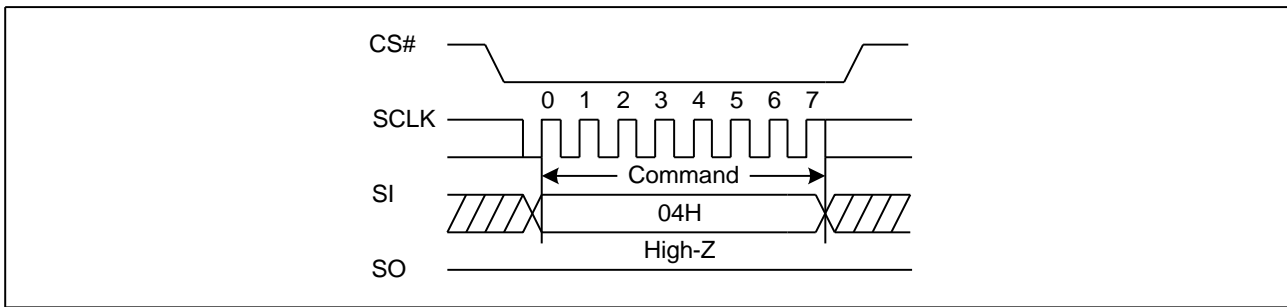 CS#
0 1 2 3 4 5 6 7
SCLK
Command
SI
04H
High-Z
SO